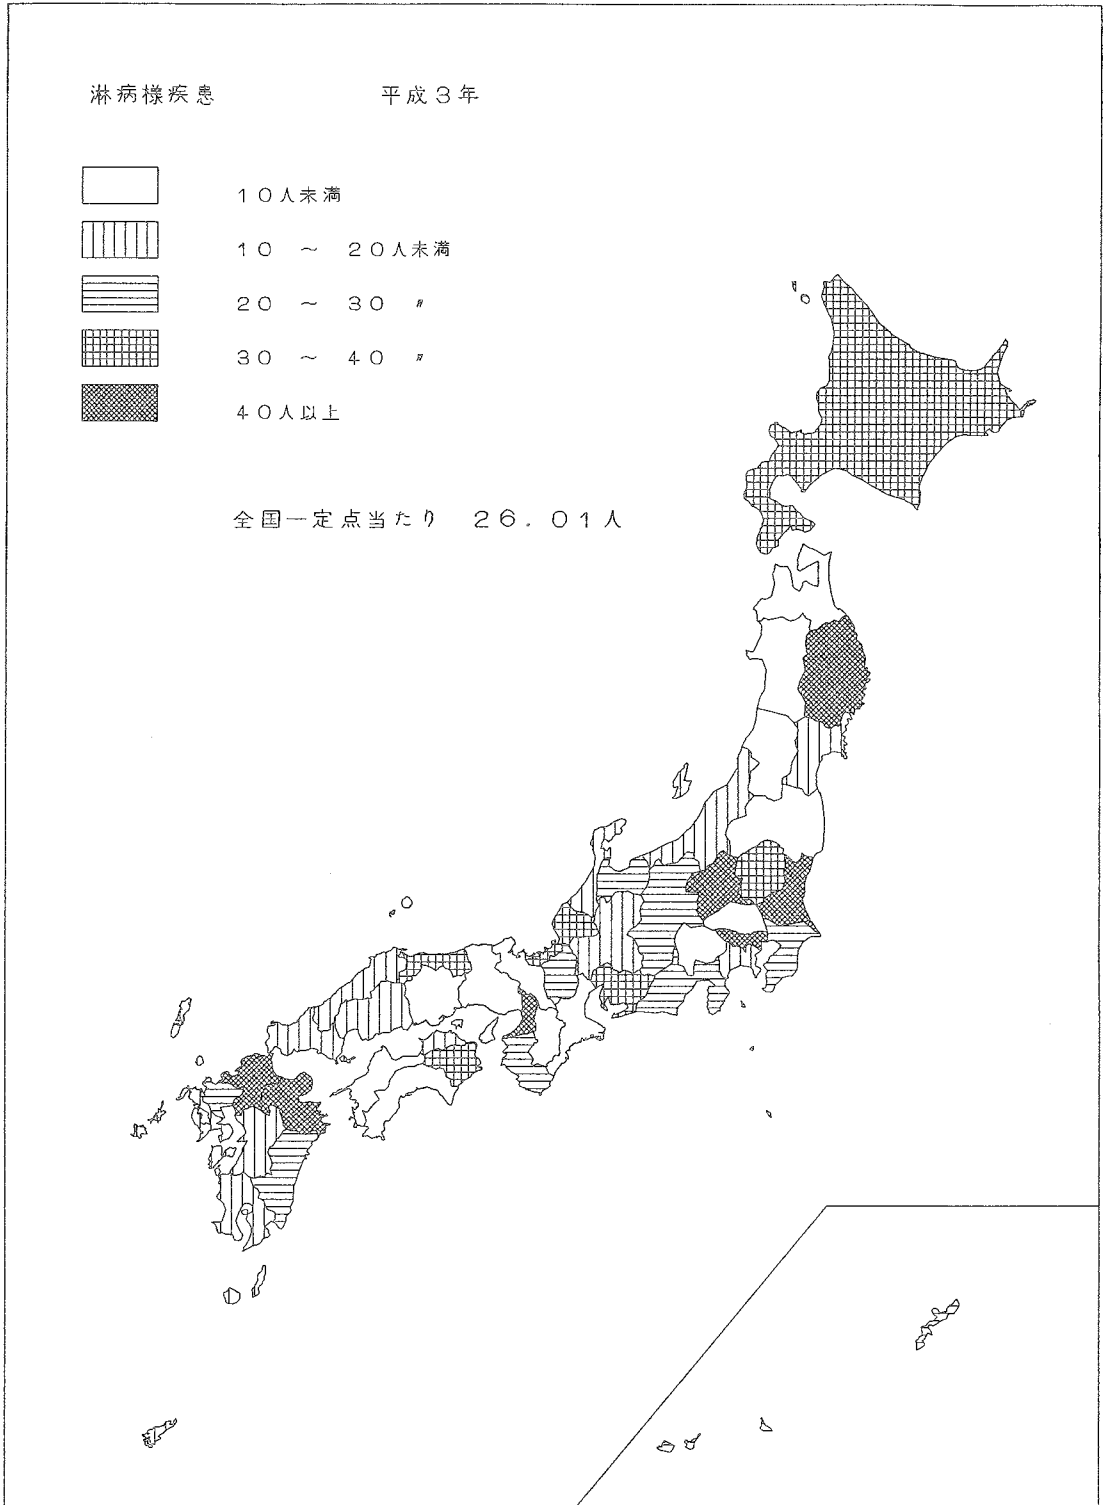 淋病様疾患　　平成3年
10人未満
10 ～ 20人未満
20 ～ 30 〃
30 ～ 40 〃
40人以上
全国一定点当たり 26.01人